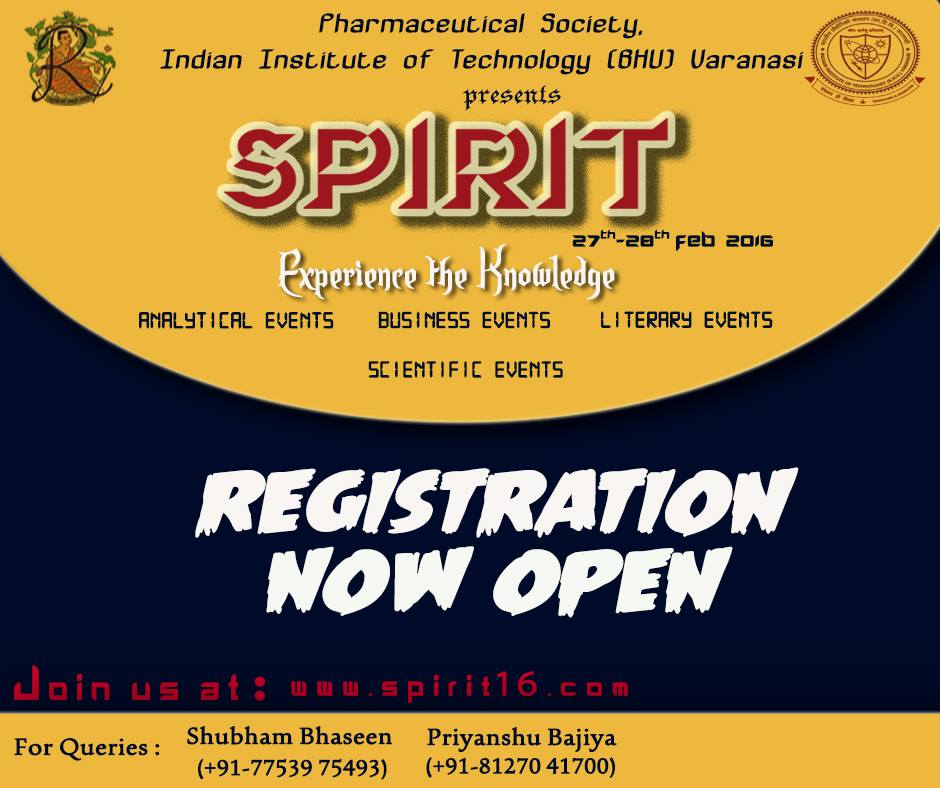 Pharmaceutical Society,
Indian Institute of Technology (BHU) Varanasi
presents
SPIRIT
27th-28th Feb 2016
Experience the Knowledge
ANALYTICAL EVENTS BUSINESS EVENTS LITERARY EVENTS
SCIENTIFIC EVENTS
REGISTRATION
NOW OPEN
Join us at: www.spirit16.com
For Queries : Shubham Bhaseen Priyanshu Bajiya
(+91-77539 75493) (+91-81270 41700)